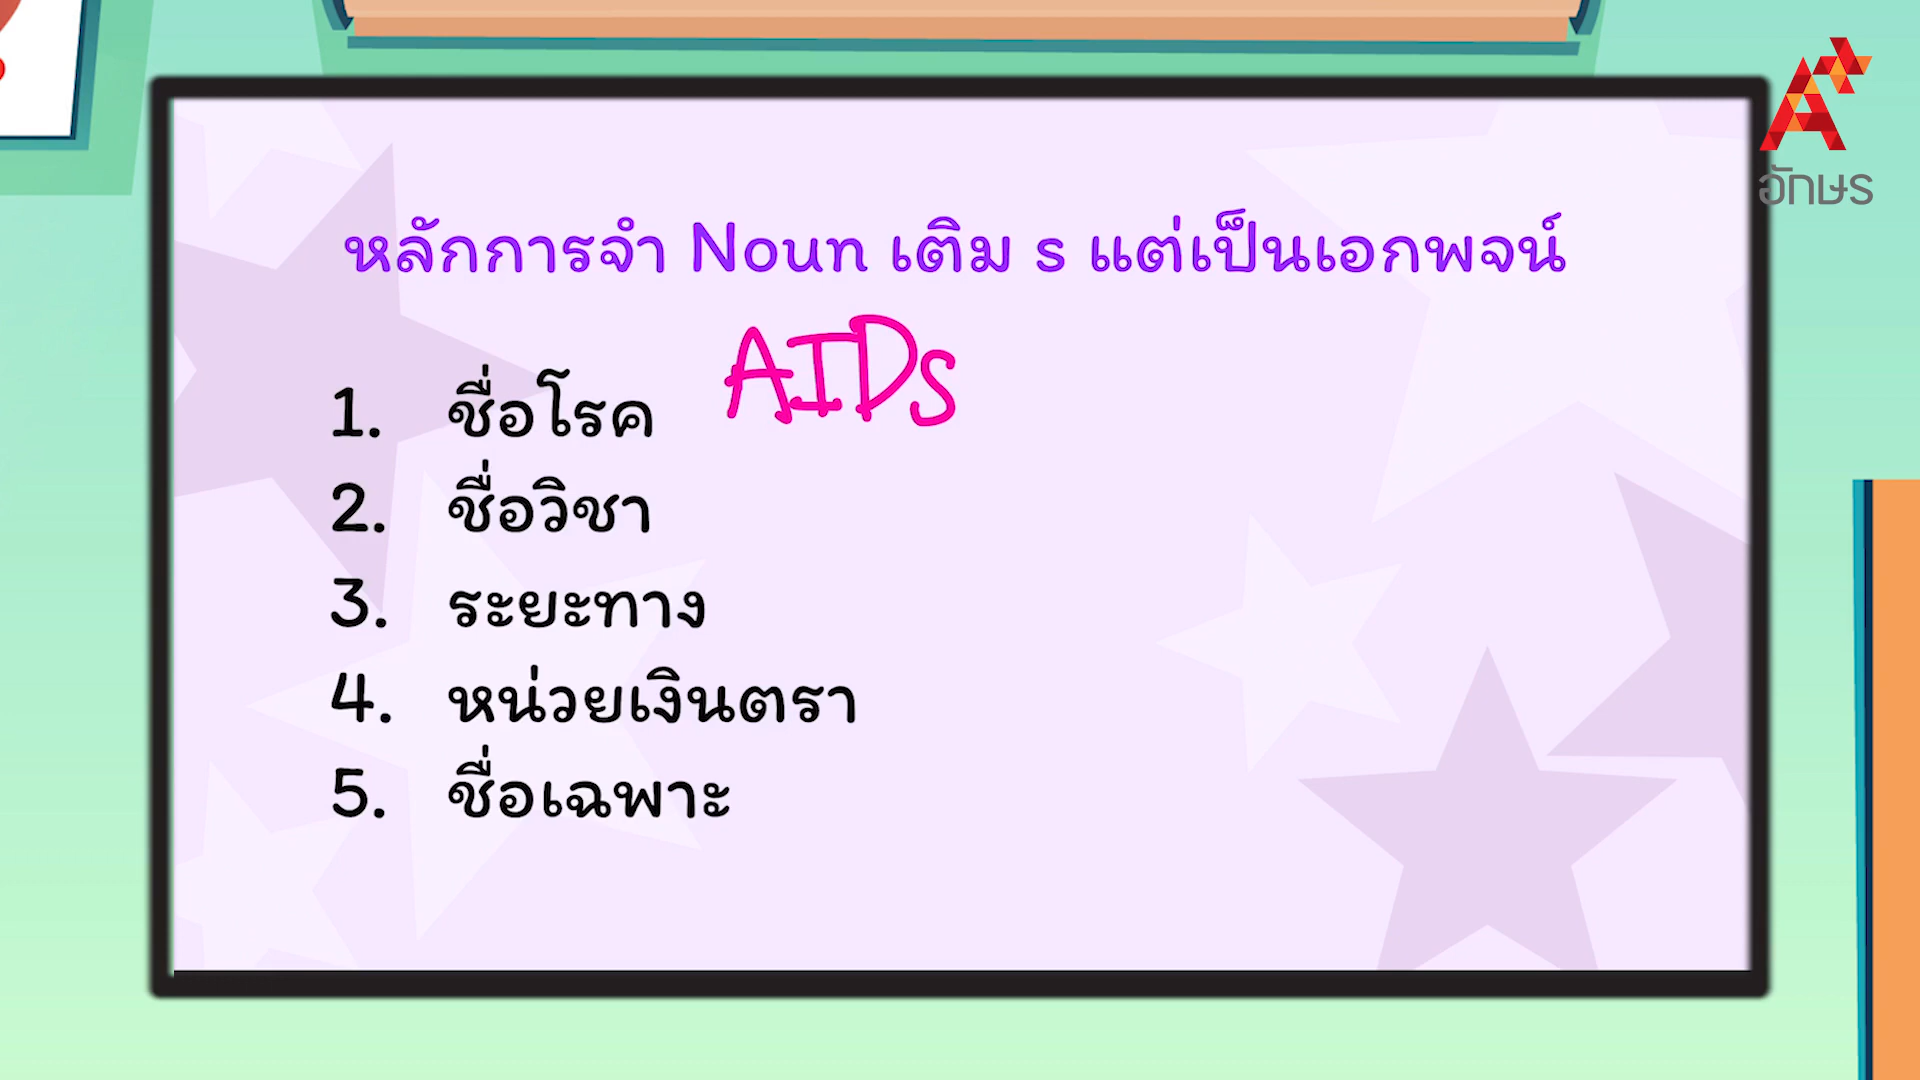 อักษร
หลักการจำ Noun เติม s แต่เป็นเอกพจน์
AIDs
1. ชื่อโรค
2. ชื่อวิชา
3. ระยะทาง
4. หน่วยเงินตรา
5. ชื่อเฉพาะ